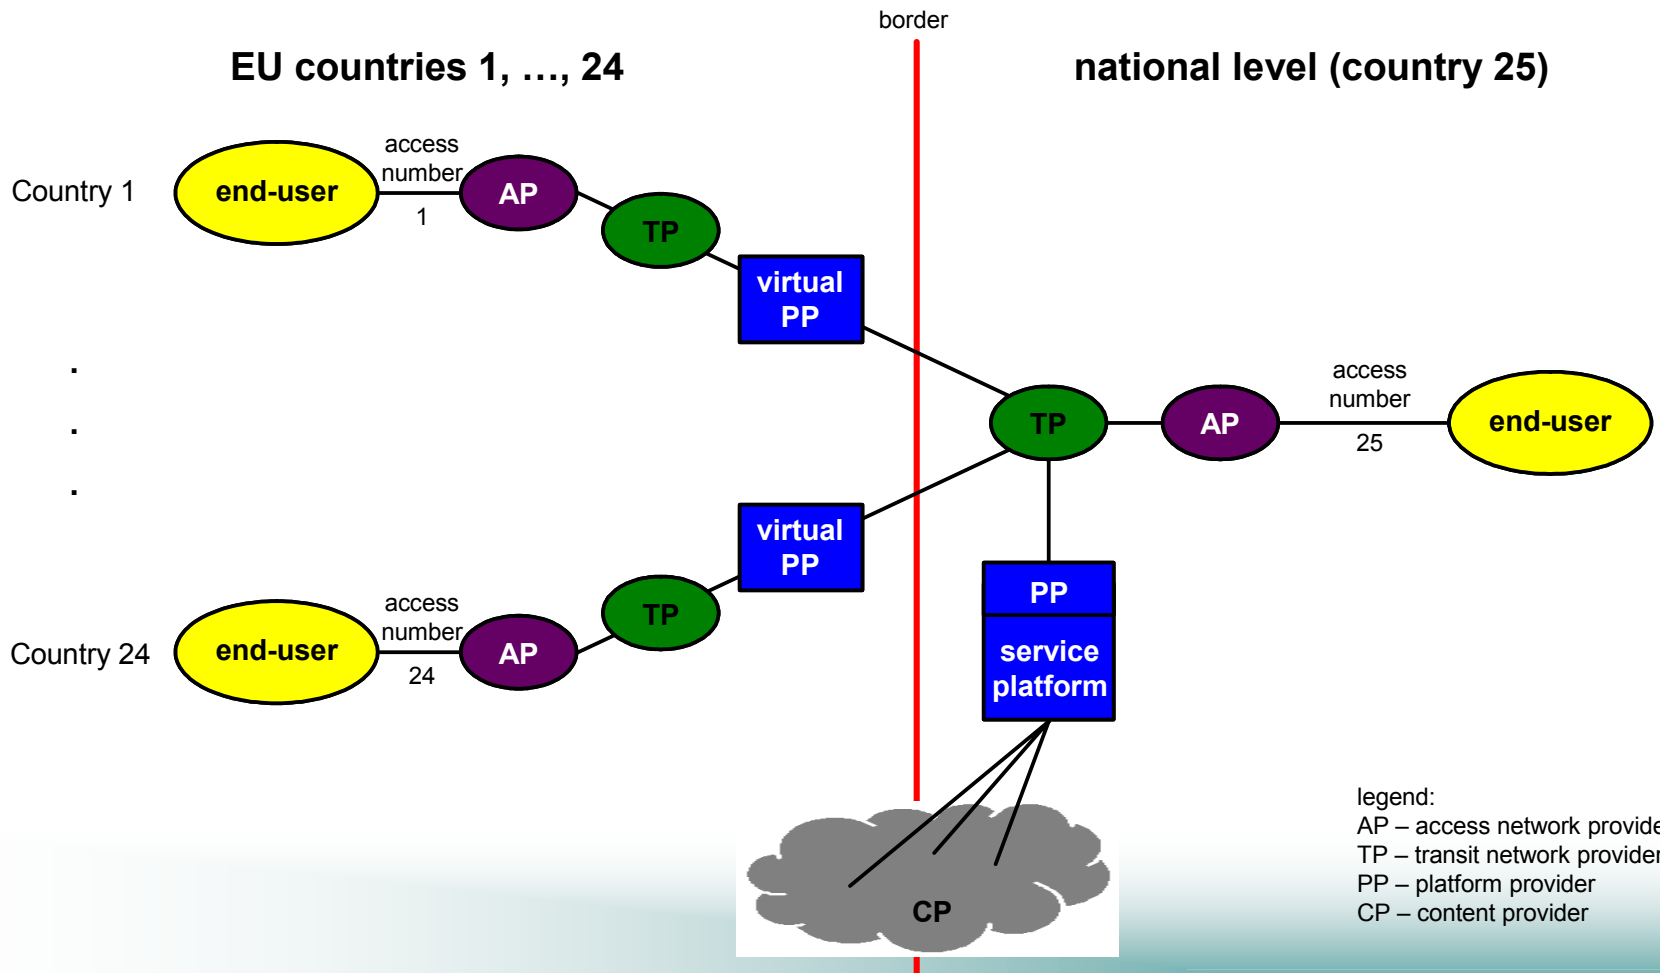 border
EU countries 1, …, 24
national level (country 25)
Country 1
end-user
access
number
1
AP
TP
virtual
PP
.
.
.
TP
AP
access
number
25
end-user
virtual
PP
Country 24
end-user
access
number
24
AP
TP
PP
service
platform
CP
legend:
AP – access network provide
TP – transit network provider
PP – platform provider
CP – content provider